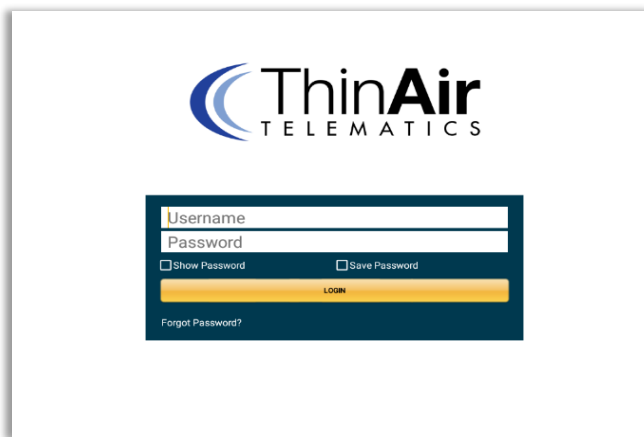 ThinAir
TELEMATICS
Username
Password
Show Password Save Password
LOGIN
Forgot Password?